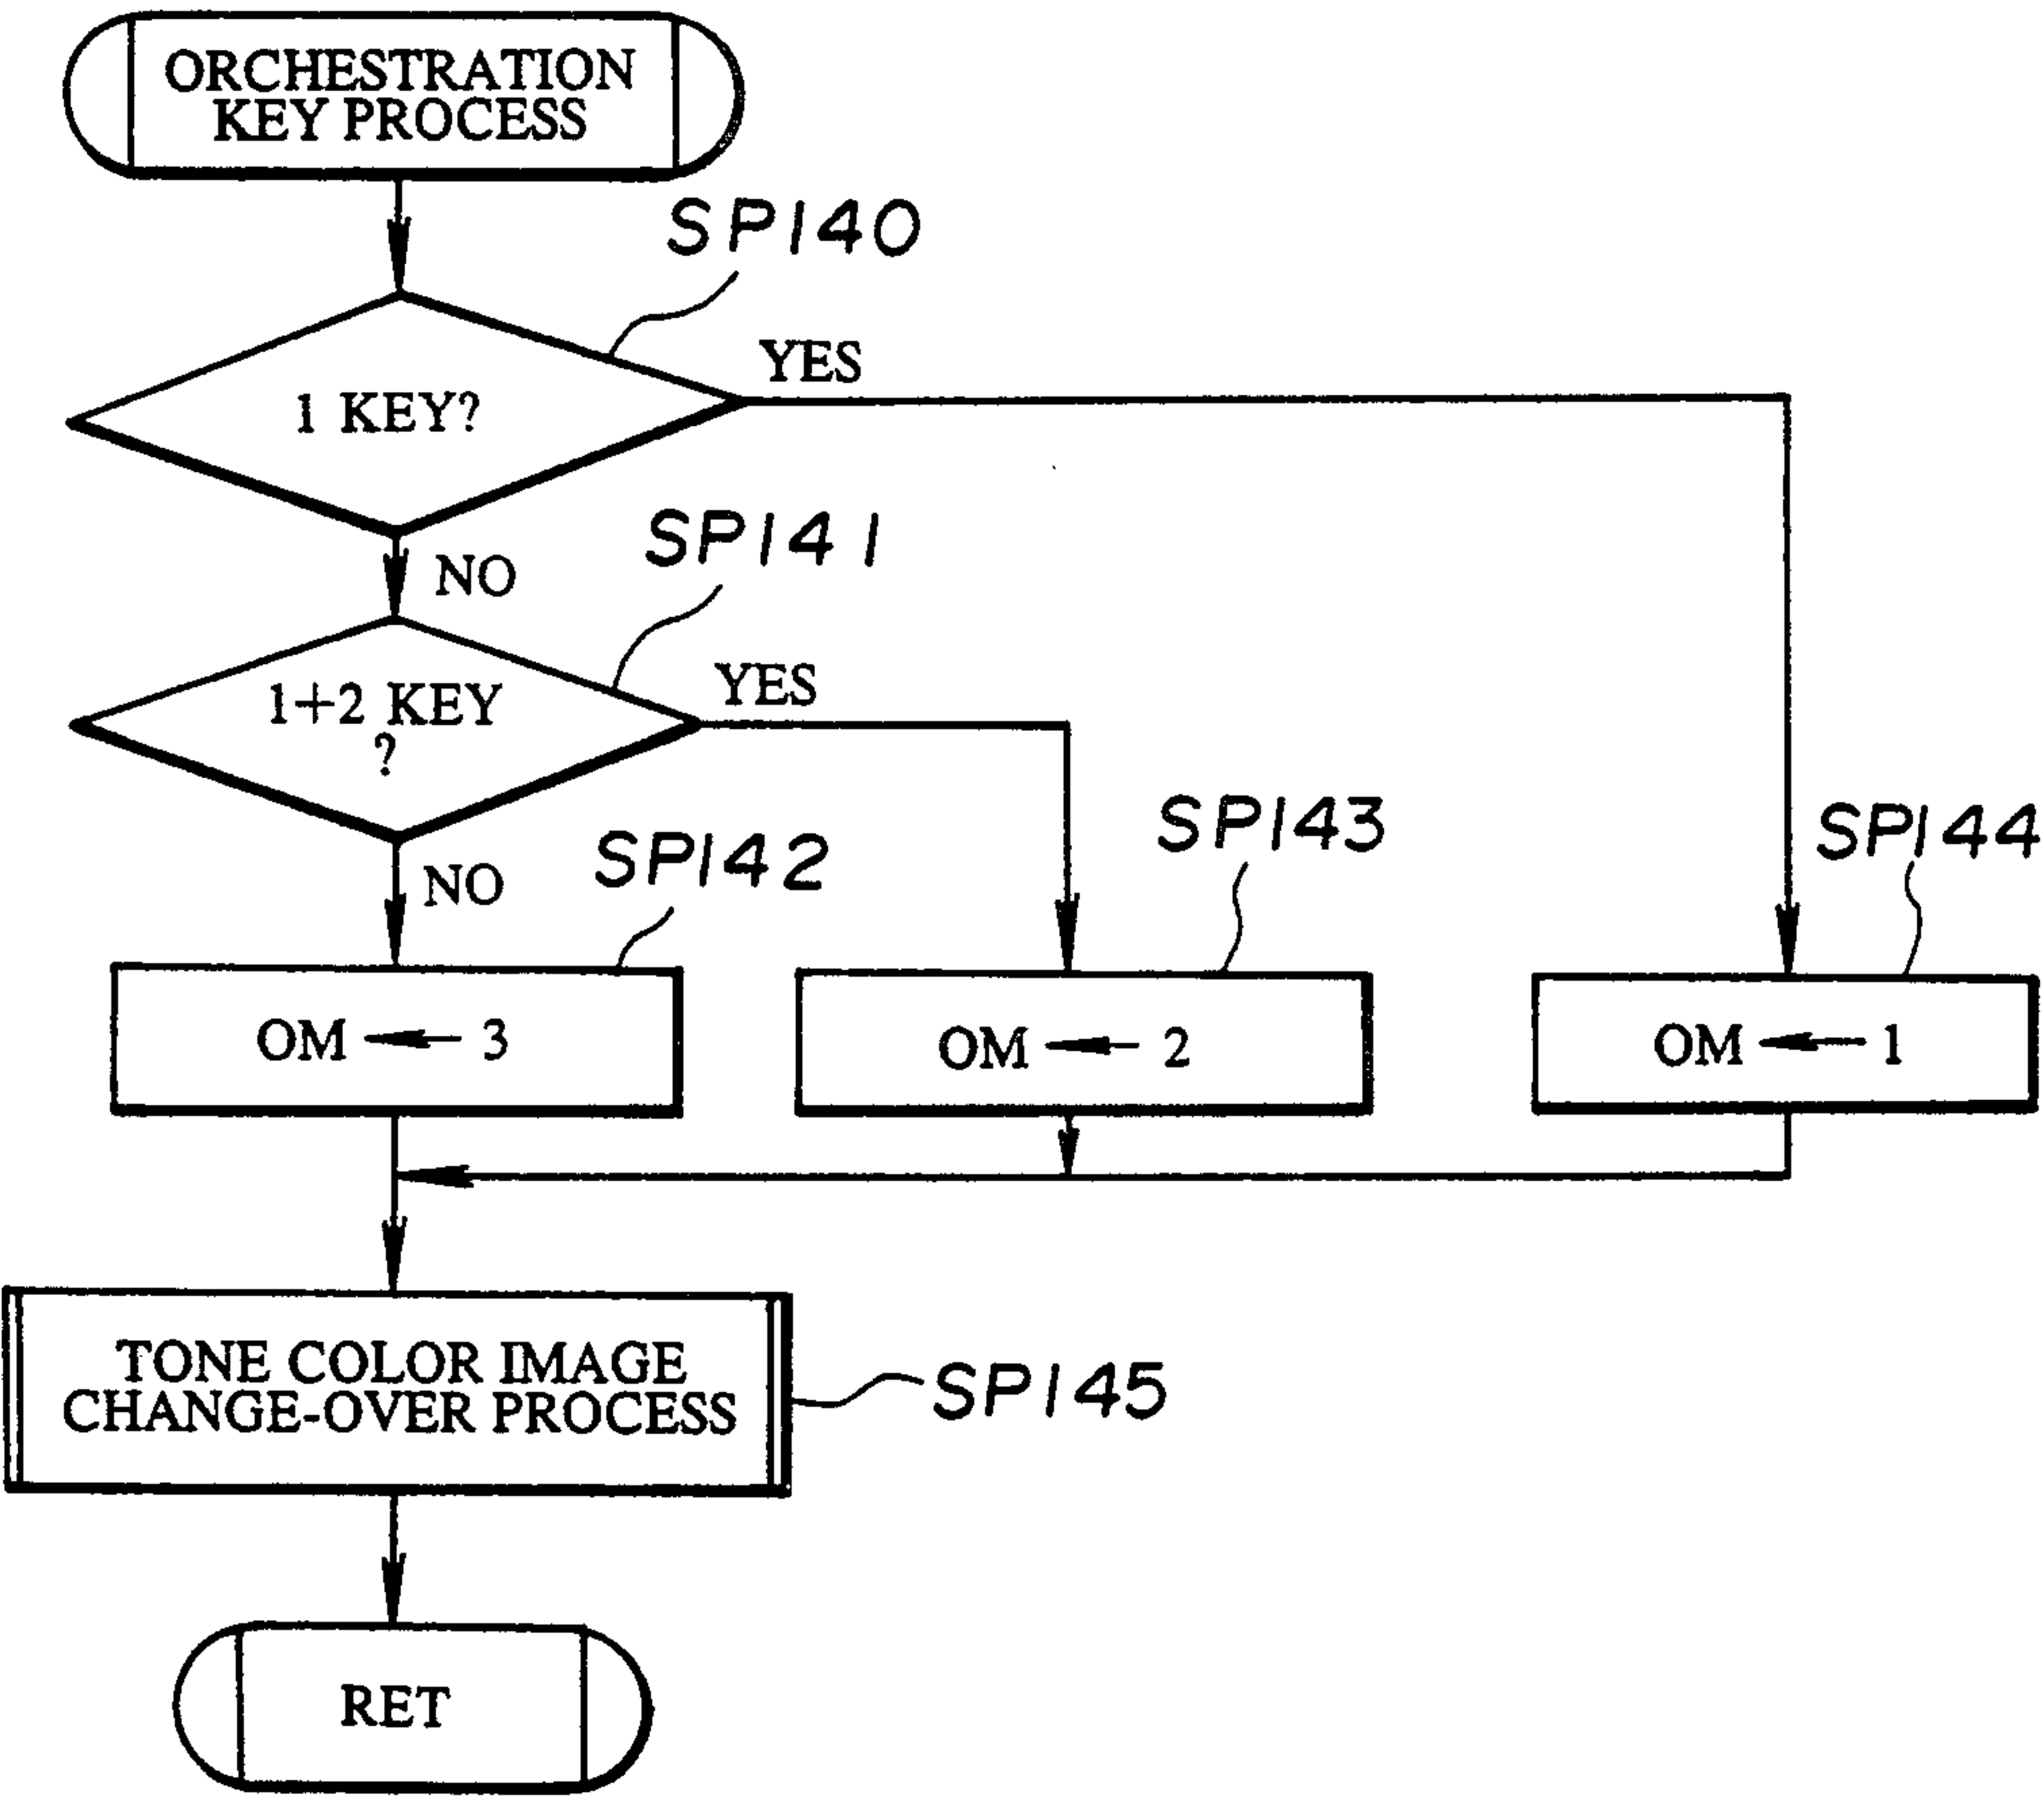 ORCHESTRATION
KEY PROCESS
SP140
1 KEY?
YES
NO
SP141
1+2 KEY
?
YES
NO
SP142
SP143
SP144
OM ← 3
OM ← 2
OM ← 1
TONE COLOR IMAGE
CHANGE-OVER PROCESS
SP145
RET